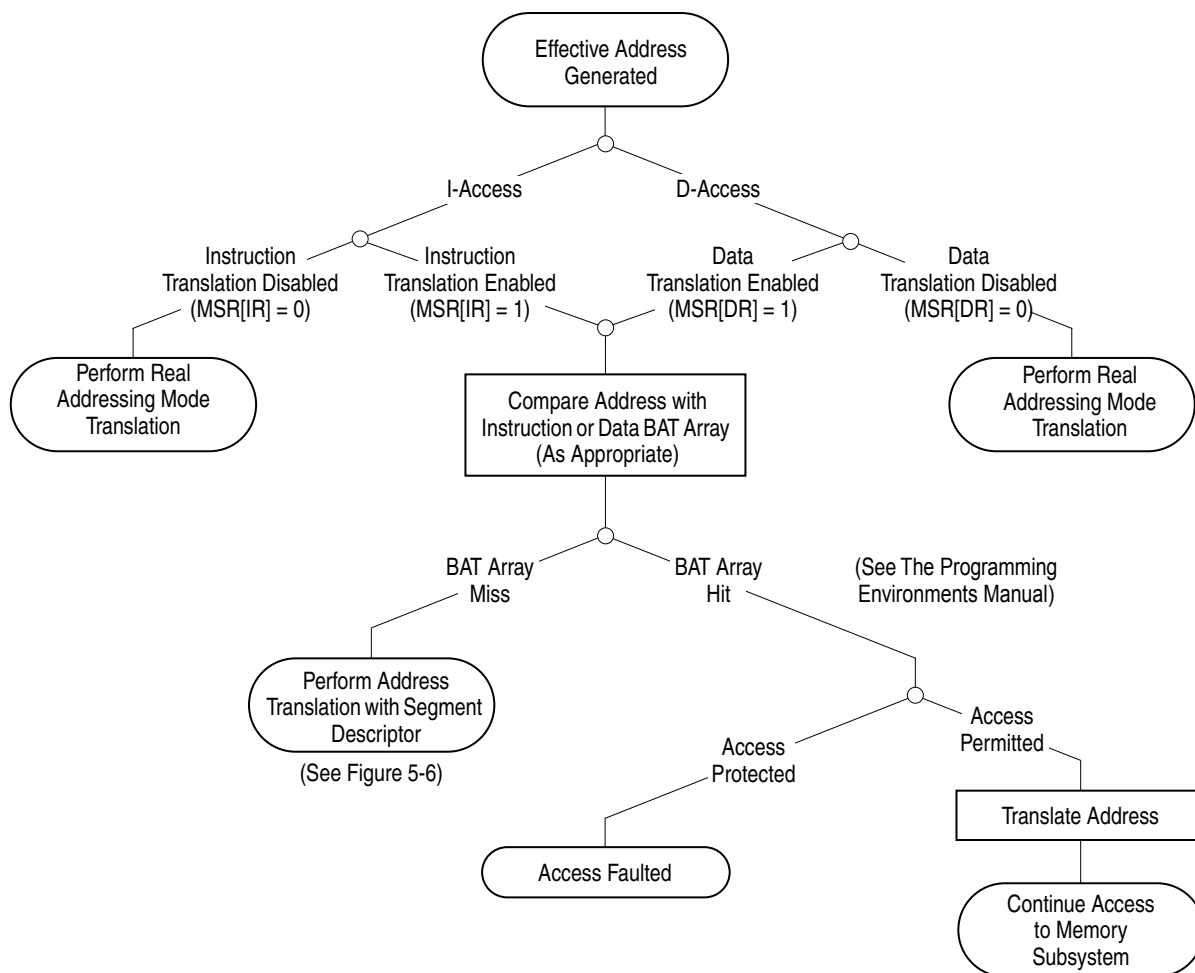 Effective Address
Generated
I-Access
D-Access
Instruction
Translation Disabled
(MSR[IR] = 0)
Instruction
Translation Enabled
(MSR[IR] = 1)
Data
Translation Enabled
(MSR[DR] = 1)
Data
Translation Disabled
(MSR[DR] = 0)
Perform Real
Addressing Mode
Translation
Compare Address with
Instruction or Data BAT Array
(As Appropriate)
Perform Real
Addressing Mode
Translation
BAT Array
Miss
BAT Array
Hit
(See The Programming
Environments Manual)
Perform Address
Translation with Segment
Descriptor
(See Figure 5-6)
Access
Protected
Access
Permitted
Access Faulted
Translate Address
Continue Access
to Memory
Subsystem